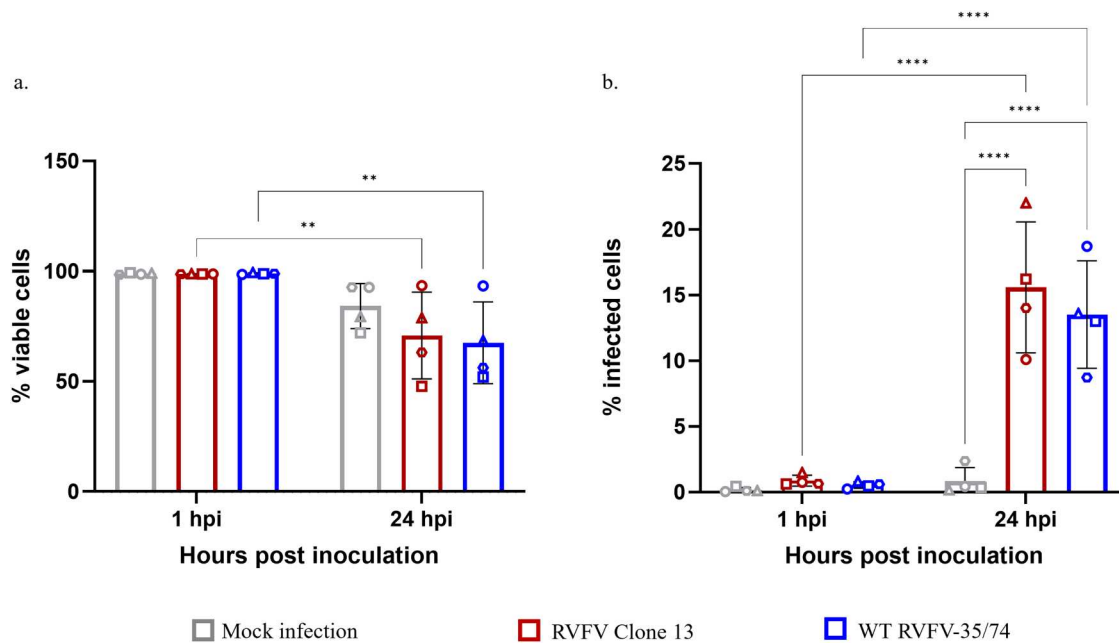 a.
**
**
150
100
50
0
% viable cells
1 hpi
24 hpi
Hours post inoculation
b.
****
****
****
****
25
20
15
10
5
0
% infected cells
1 hpi
24 hpi
Hours post inoculation
Mock infection
RVFV Clone 13
WT RVFV-35/74